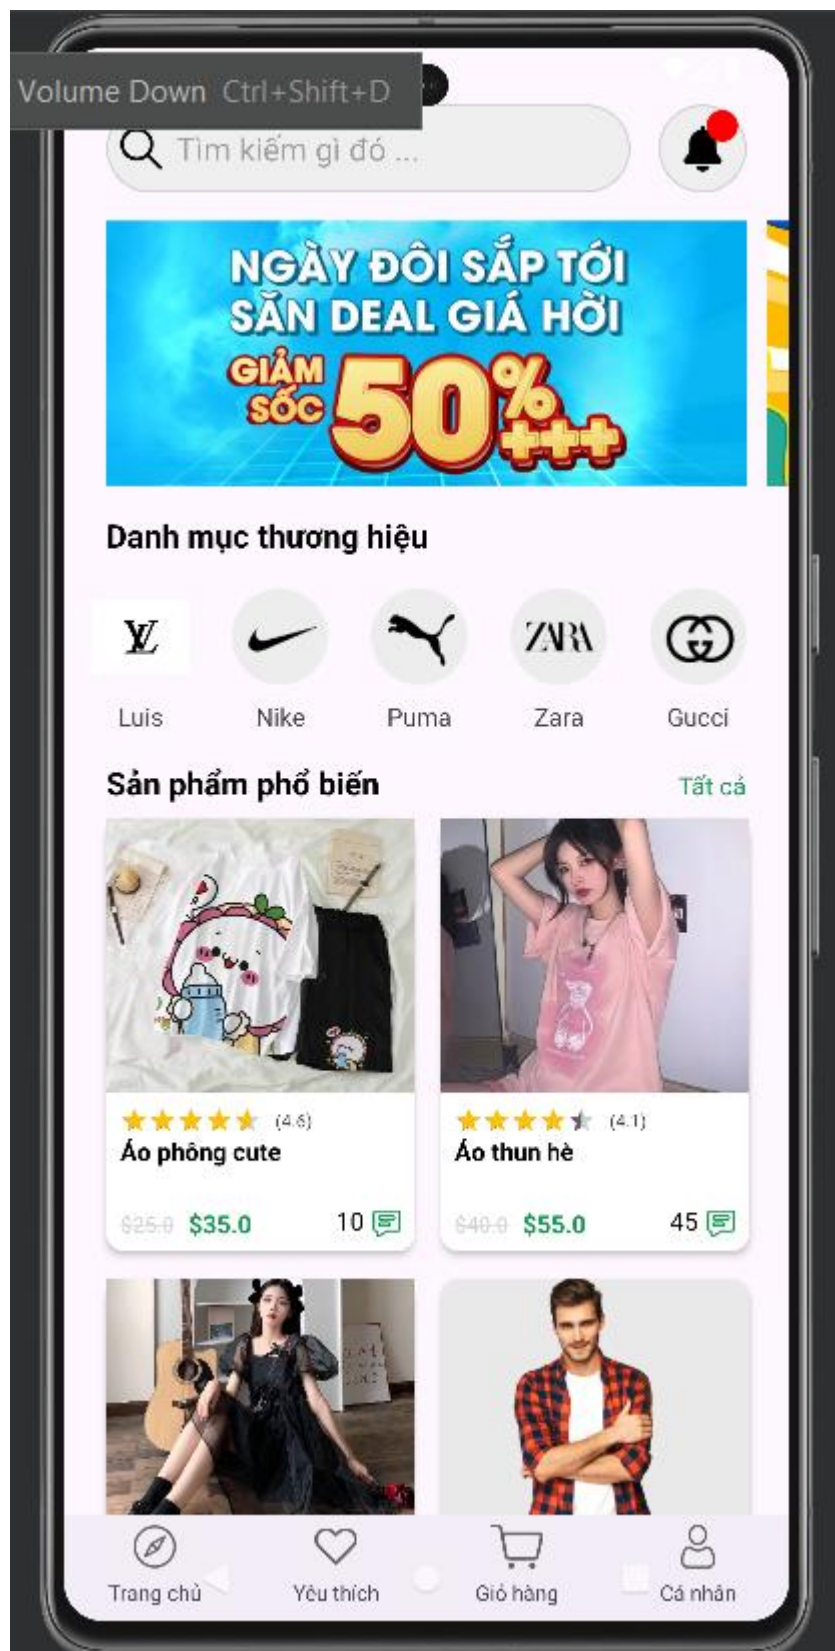 Volume Down Ctrl+Shift+D
Tìm kiếm gì đó ...
NGÀY ĐÔI SẮP TỚI
SĂN DEAL GIÁ HỜI
GIẢM
SỐC
50%+++
Danh mục thương hiệu
ZARA
Luis
Nike
Puma
Zara
Gucci
Sản phẩm phổ biến
Tất cả
(4.6)
(4.1)
Áo phông cute
Áo thun hè
$25.0 $35.0 10
$40.0 $55.0 45
Trang chủ
Yêu thích
Giỏ hàng
Cá nhân